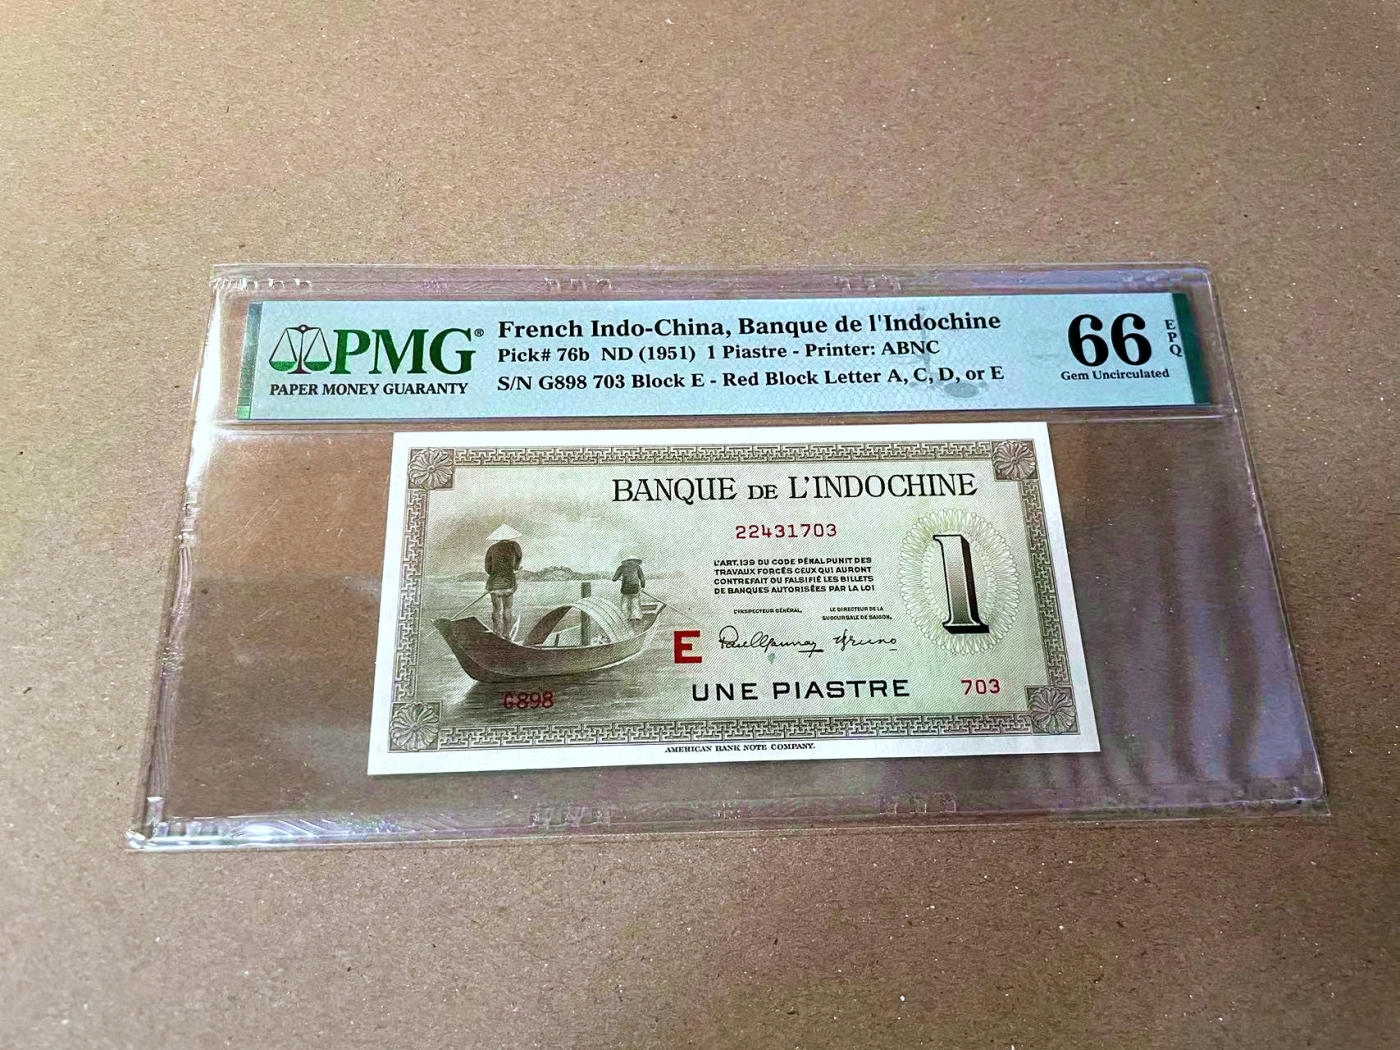 PMG®
PAPER MONEY GUARANTY
French Indo-China, Banque de l'Indochine
Pick# 76b ND (1951) 1 Piastre - Printer: ABNC
S/N G898 703 Block E - Red Block Letter A, C, D, or E
66
EPQ
Gem Uncirculated
BANQUE DE L'INDOCHINE
22431703
L'ART.139 DU CODE PÉNAL PUNIT DES
TRAVAUX FORCÉS CEUX QUI AURONT
CONTREFAIT OU FALSIFIÉ LES BILLETS
DE BANQUES AUTORISÉES PAR LA LOI
L'INSPECTEUR GÉNÉRAL,
LE DIRECTEUR DE LA
SUCCURSALE DE SAIGON,
1
E
UNE PIASTRE
G898
703
AMERICAN BANK NOTE COMPANY.